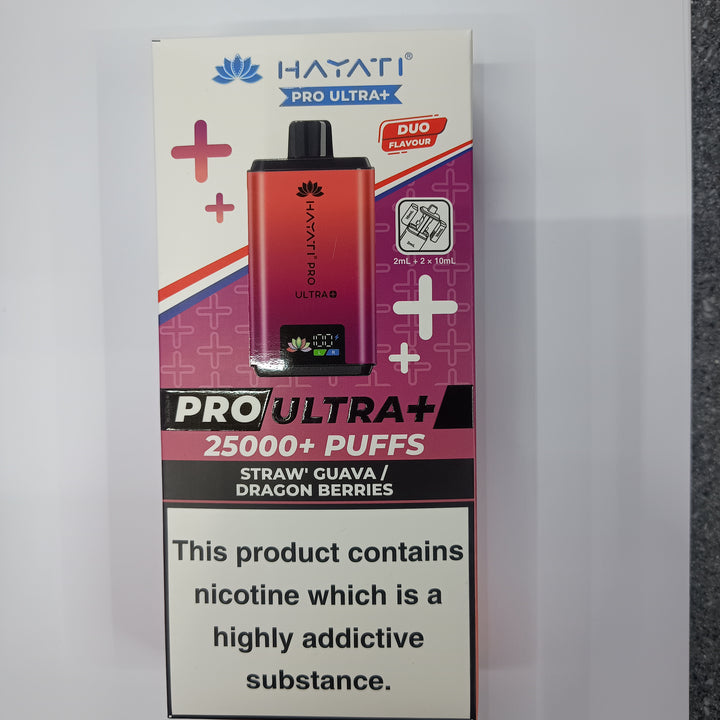 HAYATI®
PRO ULTRA+
DUO
FLAVOUR
HAYATI® PRO
ULTRA+
2mL + 2 × 10mL
100
PRO ULTRA+
25000+ PUFFS
STRAW' GUAVA /
DRAGON BERRIES
This product contains
nicotine which is a
highly addictive
substance.